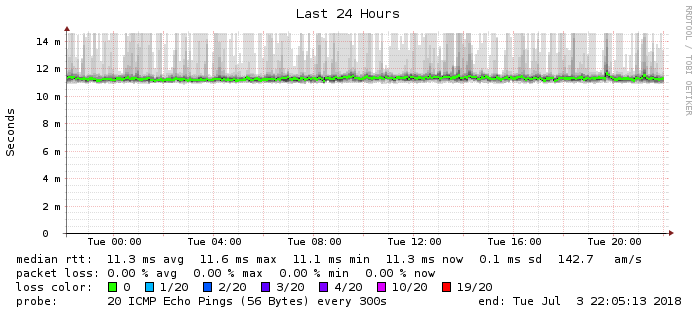 Last 24 Hours
RRDTOOL / TOBI OETIKER
Seconds
14 m
12 m
10 m
8 m
6 m
4 m
2 m
0
Tue 00:00 Tue 04:00 Tue 08:00 Tue 12:00 Tue 16:00 Tue 20:00
median rtt: 11.3 ms avg 11.6 ms max 11.1 ms min 11.3 ms now 0.1 ms sd 142.7 am/s
packet loss: 0.00 % avg 0.00 % max 0.00 % min 0.00 % now
loss color: 0 1/20 2/20 3/20 4/20 10/20 19/20
probe: 20 ICMP Echo Pings (56 Bytes) every 300s end: Tue Jul 3 22:05:13 2018